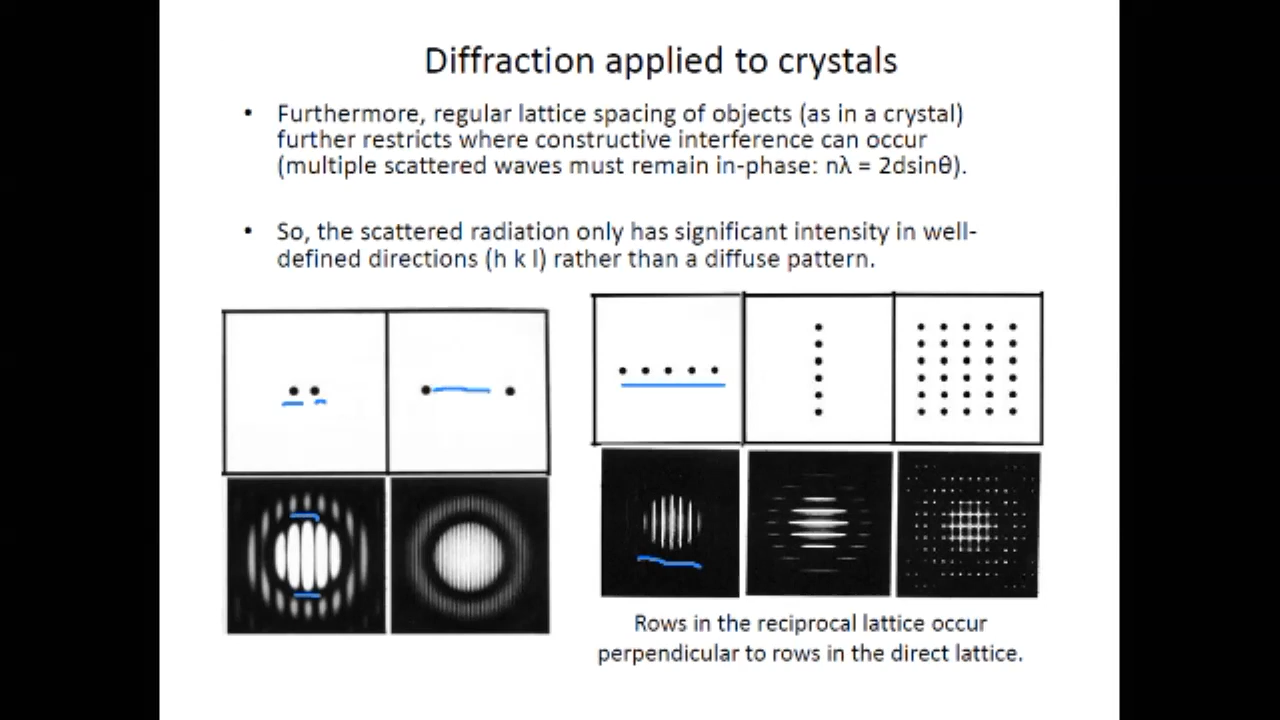 Diffraction applied to crystals
• Furthermore, regular lattice spacing of objects (as in a crystal)
further restricts where constructive interference can occur
(multiple scattered waves must remain in-phase: nλ = 2dsinθ).
• So, the scattered radiation only has significant intensity in well-
defined directions (h k l) rather than a diffuse pattern.
Rows in the reciprocal lattice occur
perpendicular to rows in the direct lattice.